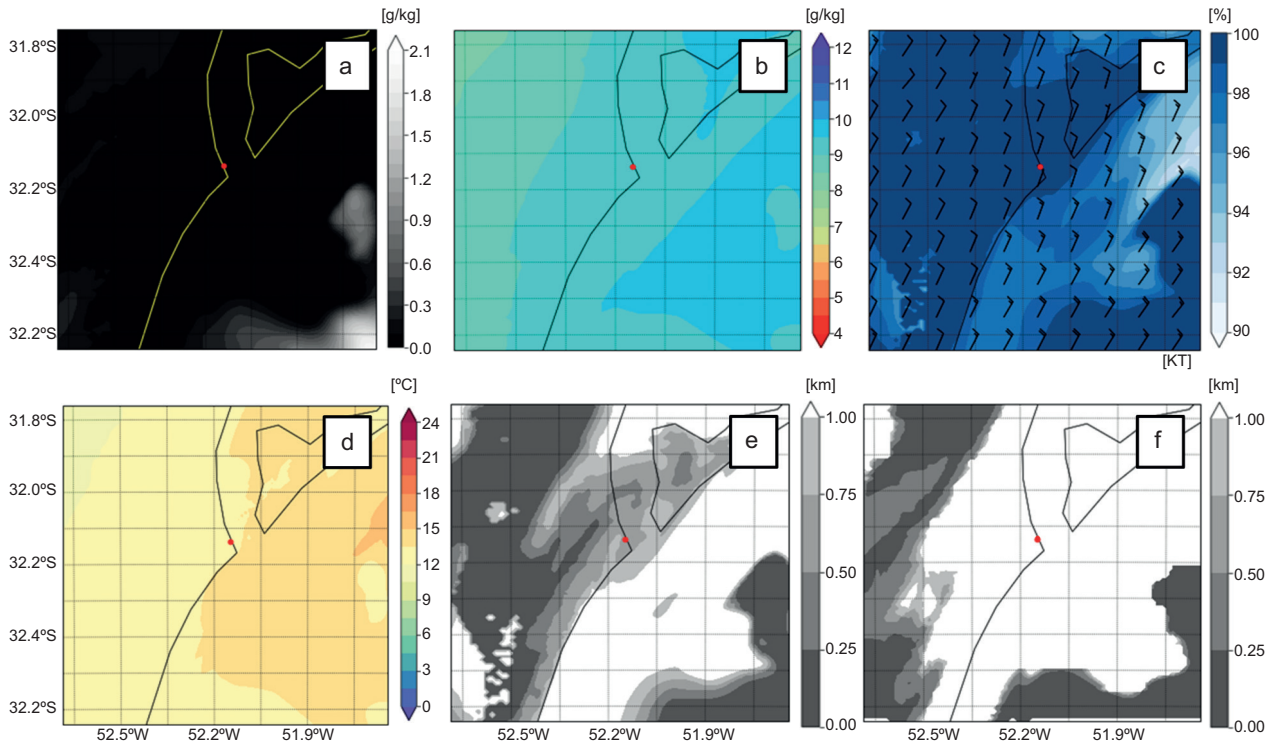 [g/kg] [g/kg] [%]
31.8ºS a 2.1 b 12 c 100
1.8 11
32.0ºS 1.5 10 98
1.2 9 96
32.2ºS 0.9 8
0.6 7 94
32.4ºS 6 92
0.3 5
32.2ºS 0.0 4 90
[KT]
[ºC] [km] [km]
31.8ºS d 24 e 1.00 f 1.00
21
32.0ºS 18 0.75 0.75
15
32.2ºS 12 0.50 0.50
9
32.4ºS 6 0.25 0.25
3
32.2ºS 0 0.00 0.00
52.5ºW 52.2ºW 51.9ºW 52.5ºW 52.2ºW 51.9ºW 52.5ºW 52.2ºW 51.9ºW